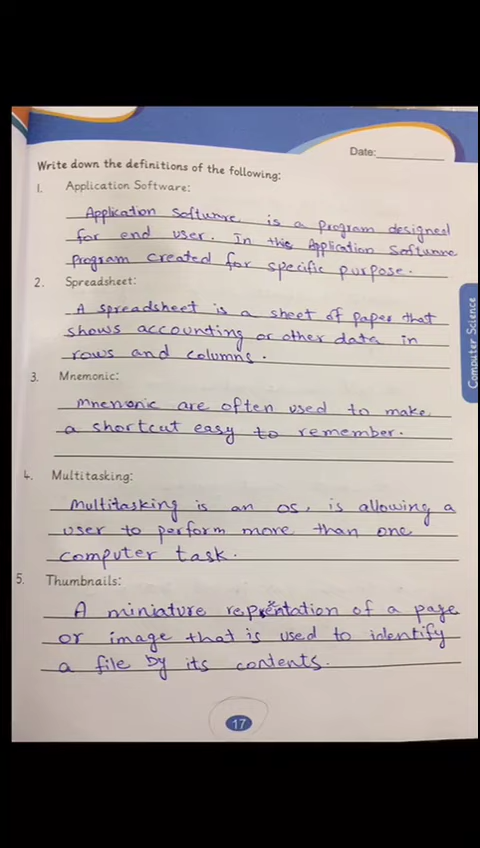 Date:
Write down the definitions of the following:
1. Application Software:
Application Software is a program designed
for end user. In this Application Software
Program created for specific purpose.
2. Spreadsheet:
A spreadsheet is a sheet of paper that
shows accounting or other data in
rows and columns.
3. Mnemonic:
Mnemonic are often used to make
a shortcut easy to remember.
4. Multitasking:
Multitasking is an OS, is allowing a
user to perform more than one
computer task.
5. Thumbnails:
A miniature represntation of a page
or image that is used to identify
a file by its contents.
Computer Science
17